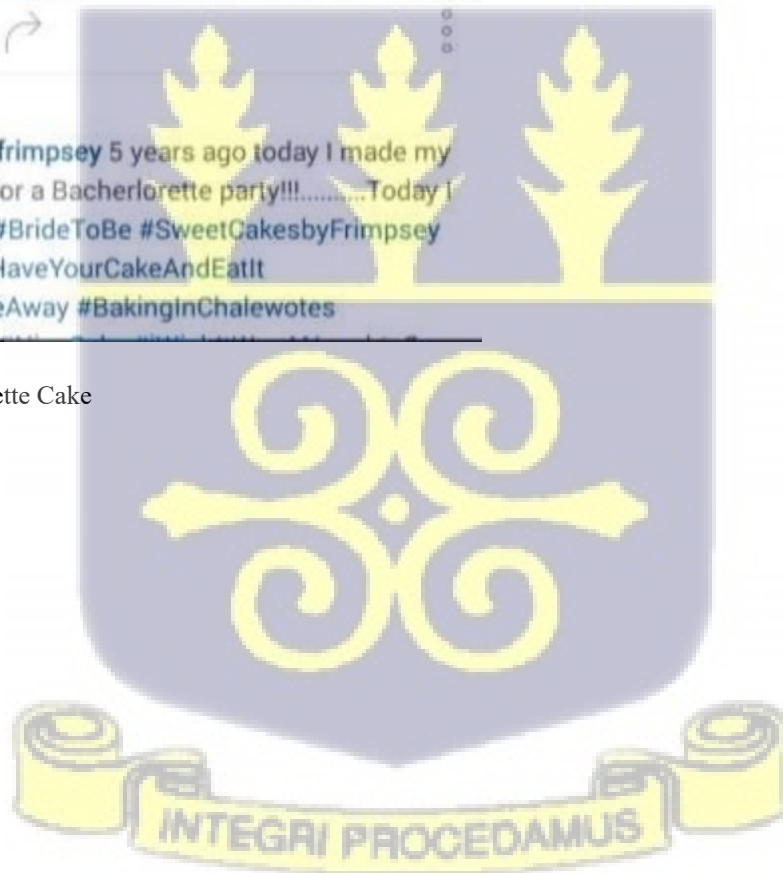 frimpsey 5 years ago today I made my
or a Bacherlorette party!!!..........Today I
#BrideToBe #SweetCakesbyFrimpsey
HaveYourCakeAndEatIt
eAway #BakingInChalewotes
ette Cake
INTEGRI PROCEDAMUS